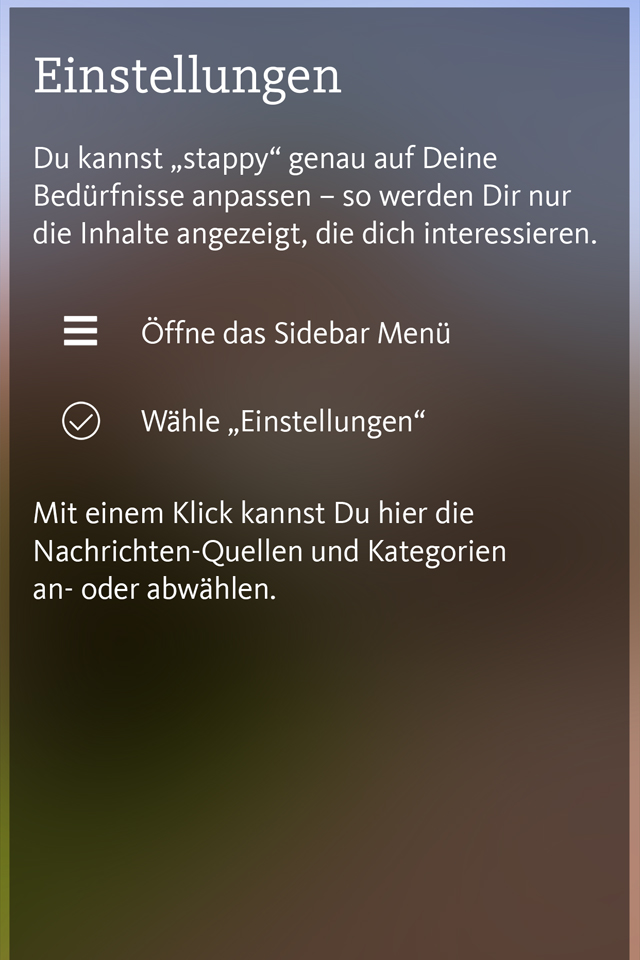 Einstellungen
Du kannst „stappy“ genau auf Deine
Bedürfnisse anpassen – so werden Dir nur
die Inhalte angezeigt, die dich interessieren.
Öffne das Sidebar Menü
Wähle „Einstellungen“
Mit einem Klick kannst Du hier die
Nachrichten-Quellen und Kategorien
an- oder abwählen.